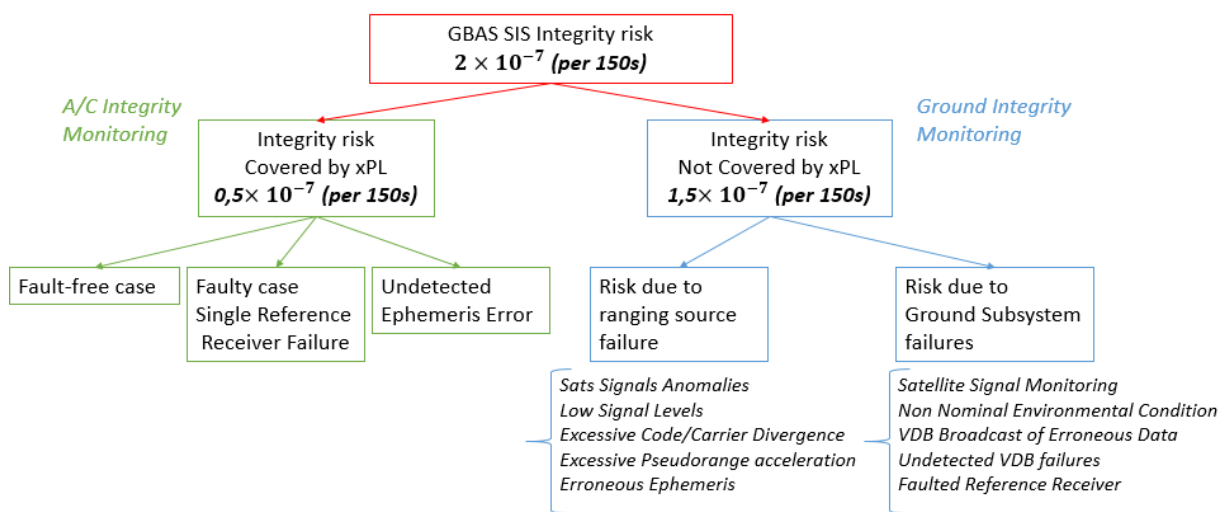 GBAS SIS Integrity risk
2 × 10⁻⁷ (per 150s)
A/C Integrity
Monitoring
Ground Integrity
Monitoring
Integrity risk
Covered by xPL
0,5× 10⁻⁷ (per 150s)
Integrity risk
Not Covered by xPL
1,5× 10⁻⁷ (per 150s)
Fault-free case
Faulty case
Single Reference
Receiver Failure
Undetected
Ephemeris Error
Risk due to
ranging source
failure
Risk due to
Ground Subsystem
failures
Sats Signals Anomalies
Low Signal Levels
Excessive Code/Carrier Divergence
Excessive Pseudorange acceleration
Erroneous Ephemeris
Satellite Signal Monitoring
Non Nominal Environmental Condition
VDB Broadcast of Erroneous Data
Undetected VDB failures
Faulted Reference Receiver